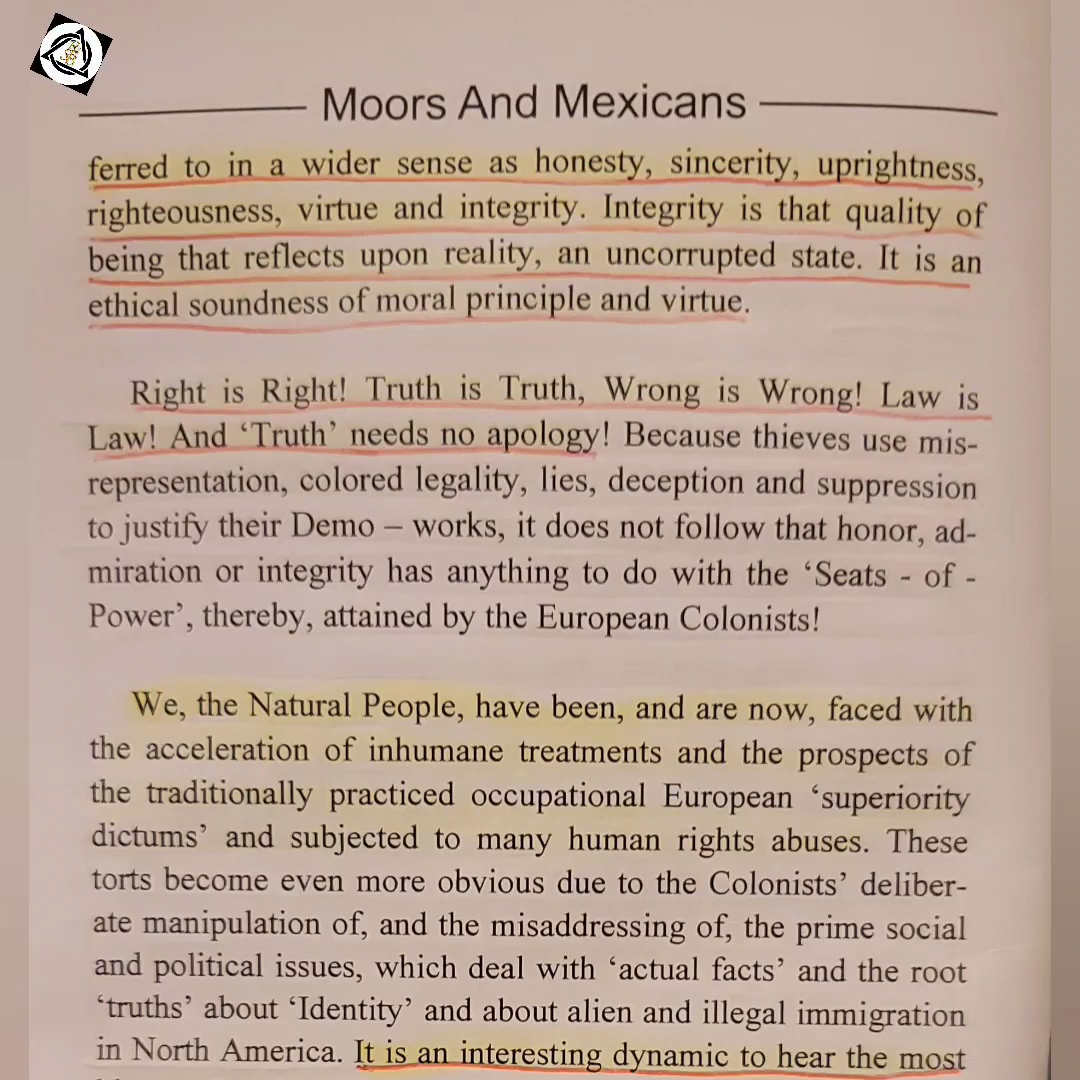 Moors And Mexicans
ferred to in a wider sense as honesty, sincerity, uprightness,
righteousness, virtue and integrity. Integrity is that quality of
being that reflects upon reality, an uncorrupted state. It is an
ethical soundness of moral principle and virtue.
Right is Right! Truth is Truth, Wrong is Wrong! Law is
Law! And ‘Truth’ needs no apology! Because thieves use mis-
representation, colored legality, lies, deception and suppression
to justify their Demo – works, it does not follow that honor, ad-
miration or integrity has anything to do with the ‘Seats - of -
Power’, thereby, attained by the European Colonists!
We, the Natural People, have been, and are now, faced with
the acceleration of inhumane treatments and the prospects of
the traditionally practiced occupational European ‘superiority
dictums’ and subjected to many human rights abuses. These
torts become even more obvious due to the Colonists’ deliber-
ate manipulation of, and the misaddressing of, the prime social
and political issues, which deal with ‘actual facts’ and the root
‘truths’ about ‘Identity’ and about alien and illegal immigration
in North America. It is an interesting dynamic to hear the most